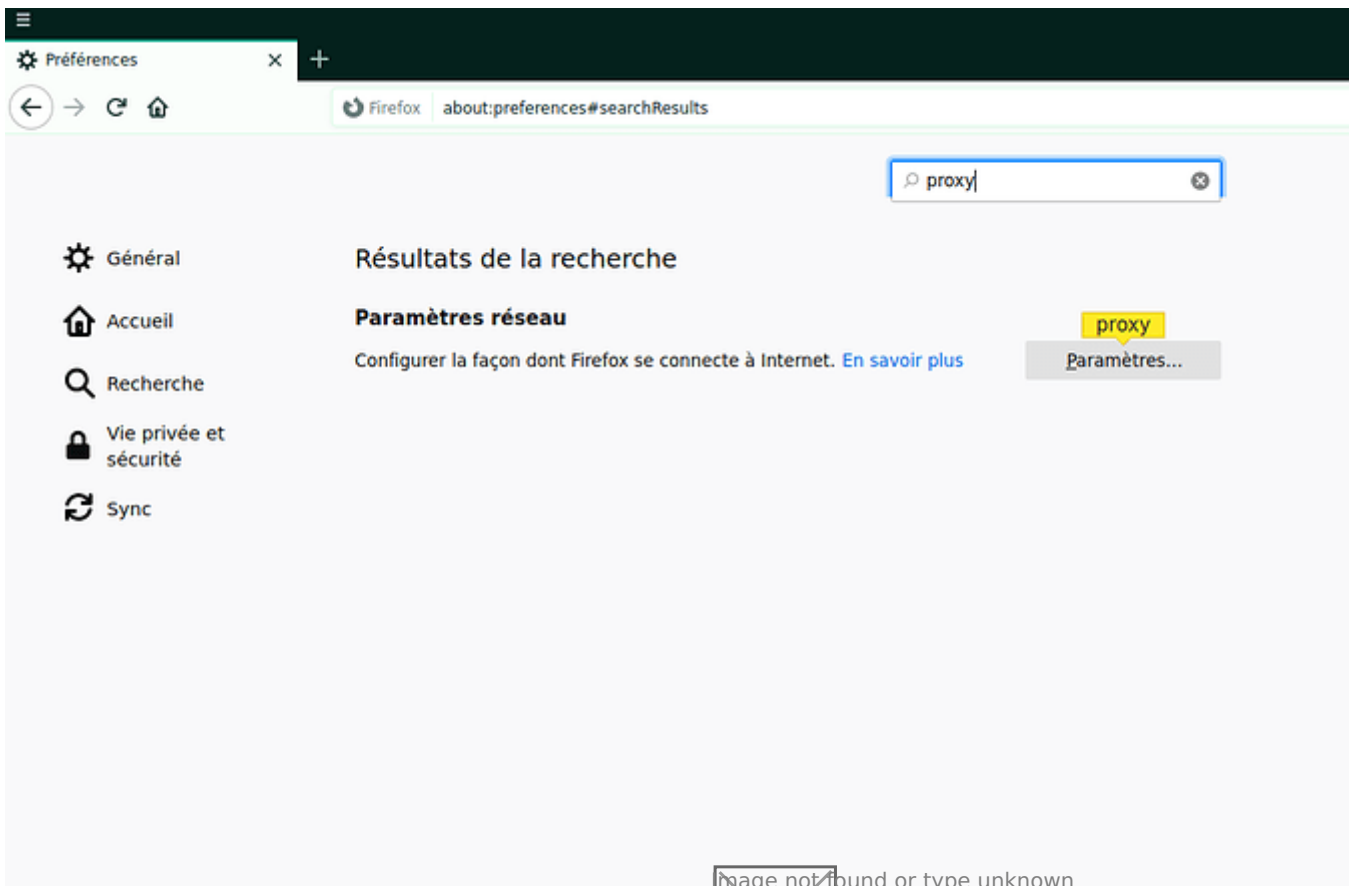 Préférences
Firefox about:preferences#searchResults
proxy
Général
Accueil
Recherche
Vie privée et
sécurité
Sync
Résultats de la recherche
Paramètres réseau
Configurer la façon dont Firefox se connecte à Internet. En savoir plus
proxy
Paramètres...
Image not found or type unknown